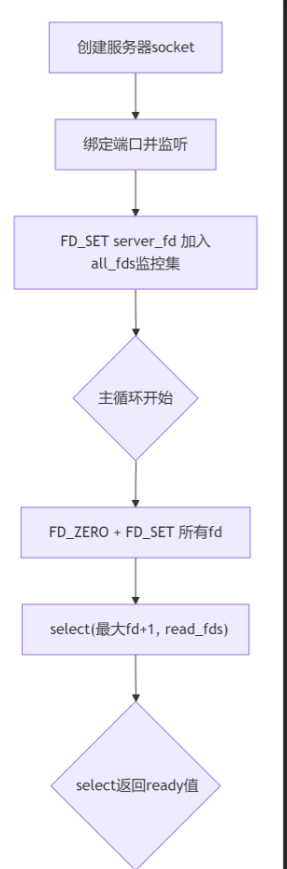 创建服务器socket
绑定端口并监听
FD_SET server_fd 加入
all_fds监控集
主循环开始
FD_ZERO + FD_SET 所有fd
select(最大fd+1, read_fds)
select返回ready值